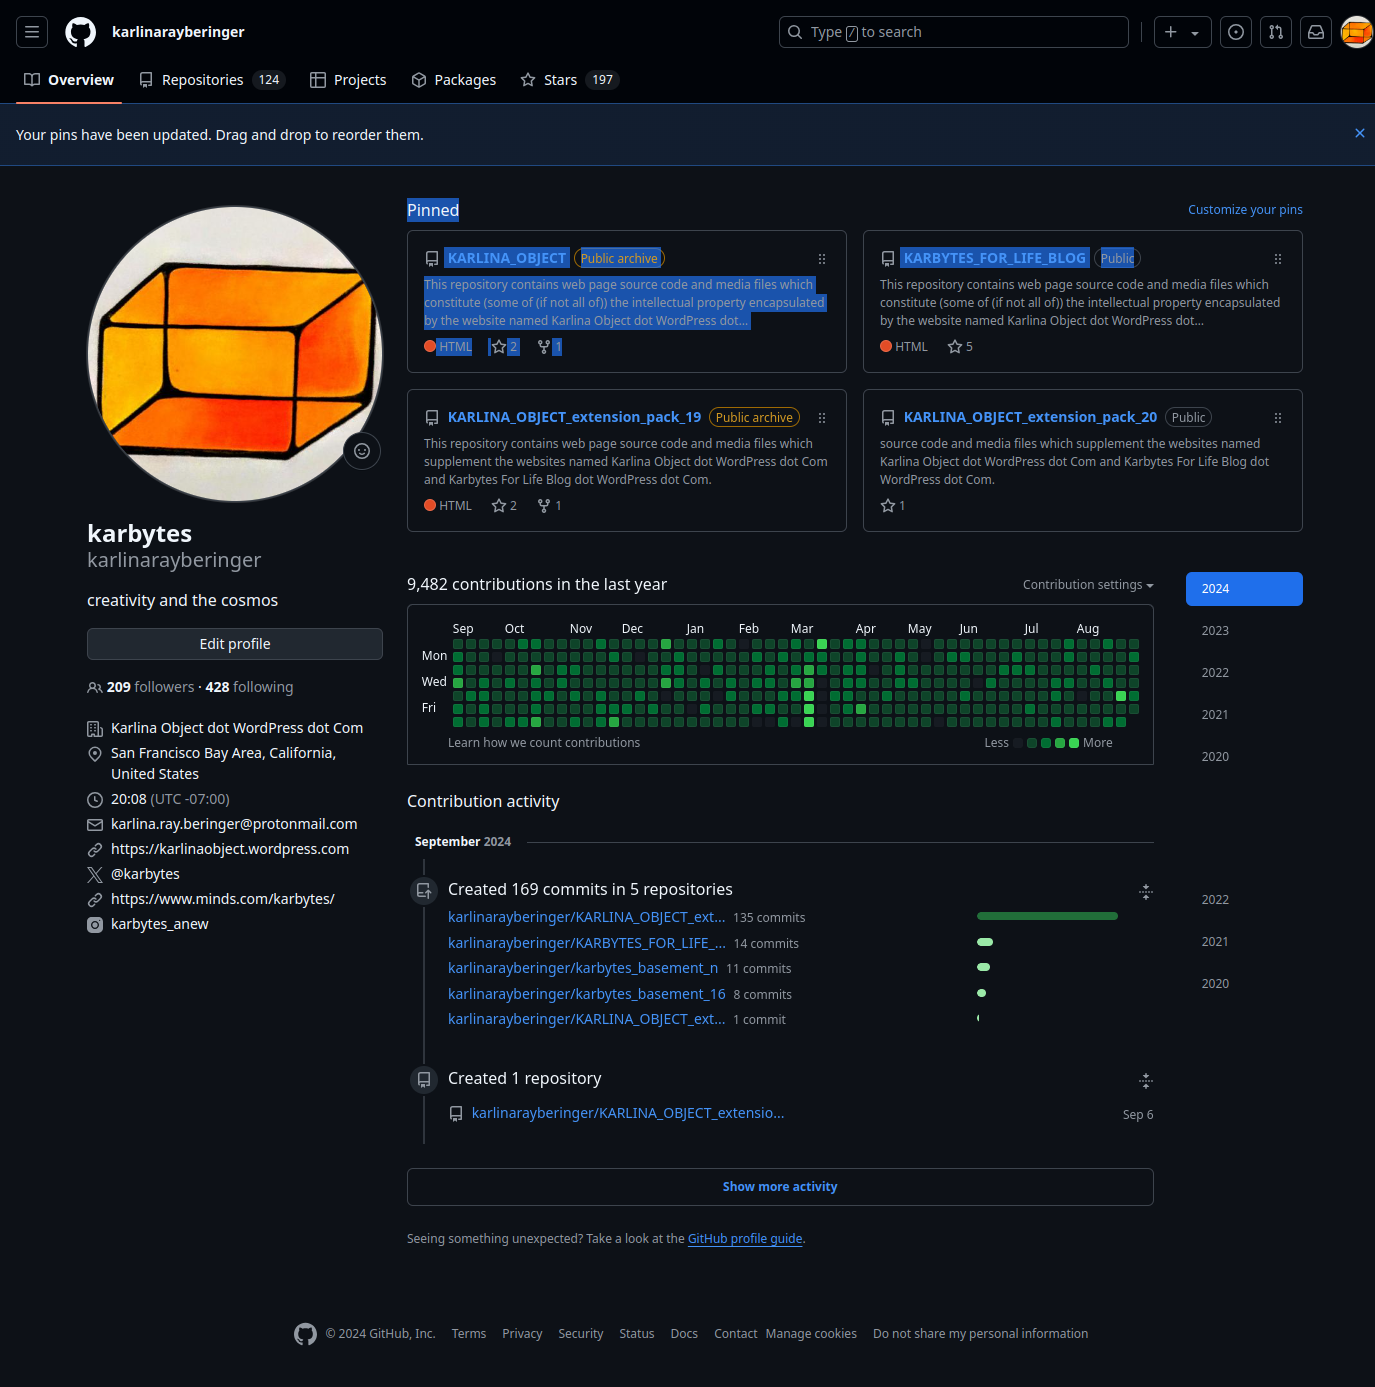 karlinarayberinger
Type / to search
Overview
Repositories 124
Projects
Packages
Stars 197
Your pins have been updated. Drag and drop to reorder them.
karbytes
karlinarayberinger
creativity and the cosmos
Edit profile
209 followers · 428 following
Karlina Object dot WordPress dot Com
San Francisco Bay Area, California,
United States
20:08 (UTC -07:00)
karlina.ray.beringer@protonmail.com
https://karlinaobject.wordpress.com
@karbytes
https://www.minds.com/karbytes/
karbytes_anew
Pinned
Customize your pins
KARLINA_OBJECT Public archive
This repository contains web page source code and media files which
constitute (some of (if not all of)) the intellectual property encapsulated
by the website named Karlina Object dot WordPress dot...
HTML 2 1
KARBYTES_FOR_LIFE_BLOG Public
This repository contains web page source code and media files which
constitute (some of (if not all of)) the intellectual property encapsulated
by the website named Karlina Object dot WordPress dot...
HTML 5
KARLINA_OBJECT_extension_pack_19 Public archive
This repository contains web page source code and media files which
supplement the websites named Karlina Object dot WordPress dot Com
and Karbytes For Life Blog dot WordPress dot Com.
HTML 2 1
KARLINA_OBJECT_extension_pack_20 Public
source code and media files which supplement the websites named
Karlina Object dot WordPress dot Com and Karbytes For Life Blog dot
WordPress dot Com.
1
9,482 contributions in the last year
Contribution settings
Sep Oct Nov Dec Jan Feb Mar Apr May Jun Jul Aug
Mon
Wed
Fri
Learn how we count contributions
Less More
2024
2023
2022
2021
2020
Contribution activity
September 2024
Created 169 commits in 5 repositories
karlinarayberinger/KARLINA_OBJECT_ext... 135 commits
karlinarayberinger/KARBYTES_FOR_LIFE_... 14 commits
karlinarayberinger/karbytes_basement_n 11 commits
karlinarayberinger/karbytes_basement_16 8 commits
karlinarayberinger/KARLINA_OBJECT_ext... 1 commit
2022
2021
2020
Created 1 repository
karlinarayberinger/KARLINA_OBJECT_extensio... Sep 6
Show more activity
Seeing something unexpected? Take a look at the GitHub profile guide.
© 2024 GitHub, Inc. Terms Privacy Security Status Docs Contact Manage cookies Do not share my personal information